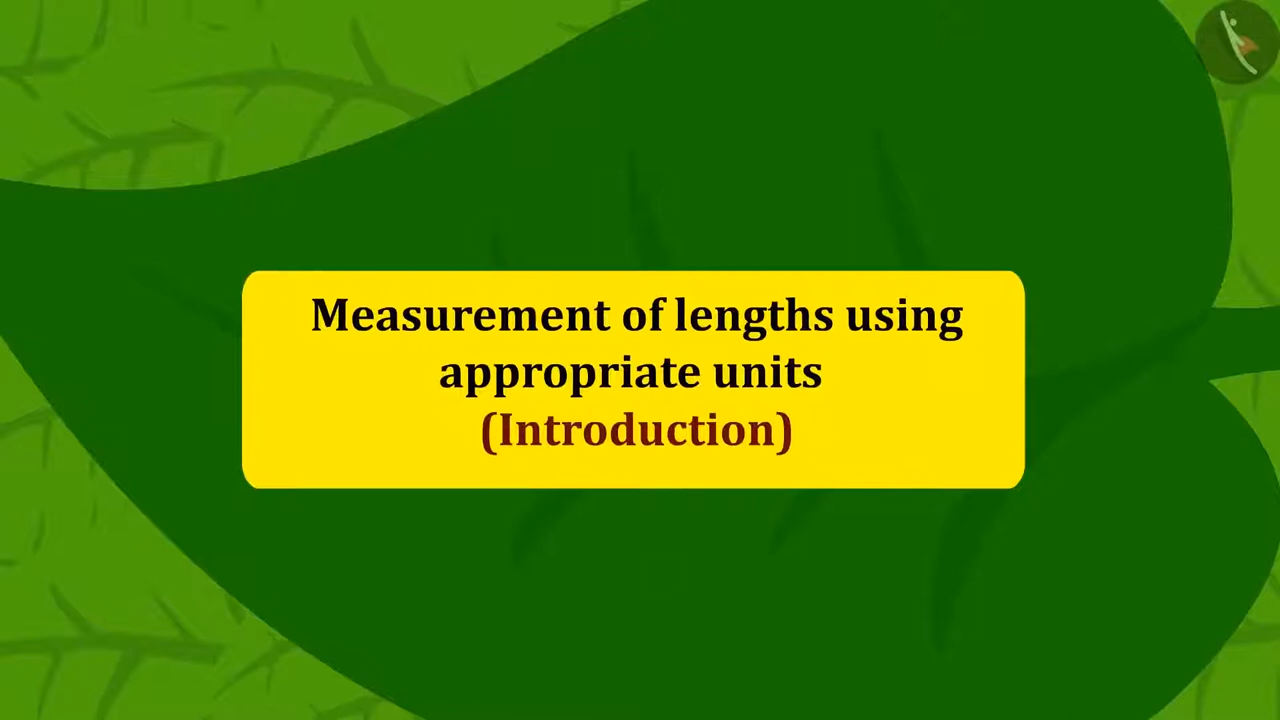 Measurement of lengths using
appropriate units
(Introduction)